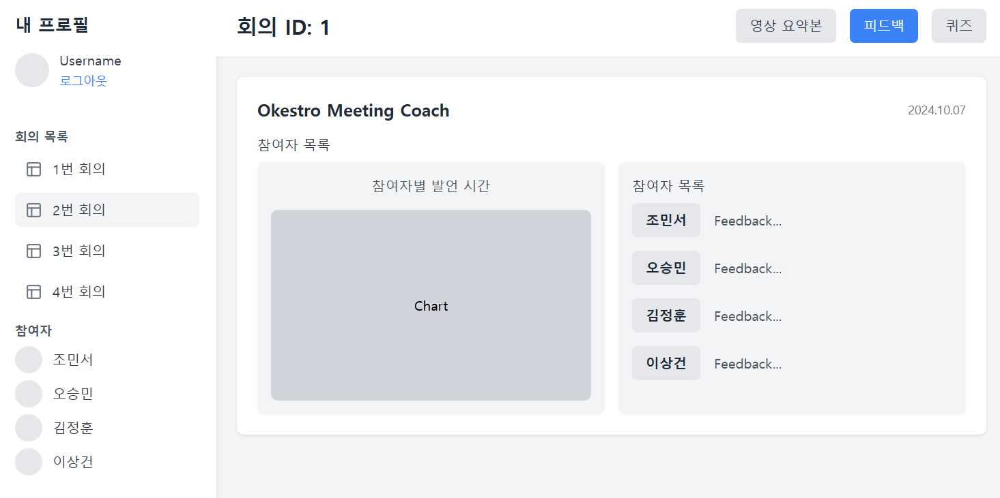 내 프로필
Username
로그아웃
회의 목록
1번 회의
2번 회의
3번 회의
4번 회의
참여자
조민서
오승민
김정훈
이상건
회의 ID: 1
영상 요약본
피드백
퀴즈
Okestro Meeting Coach
2024.10.07
참여자 목록
참여자별 발언 시간
Chart
참여자 목록
조민서 Feedback...
오승민 Feedback...
김정훈 Feedback...
이상건 Feedback...